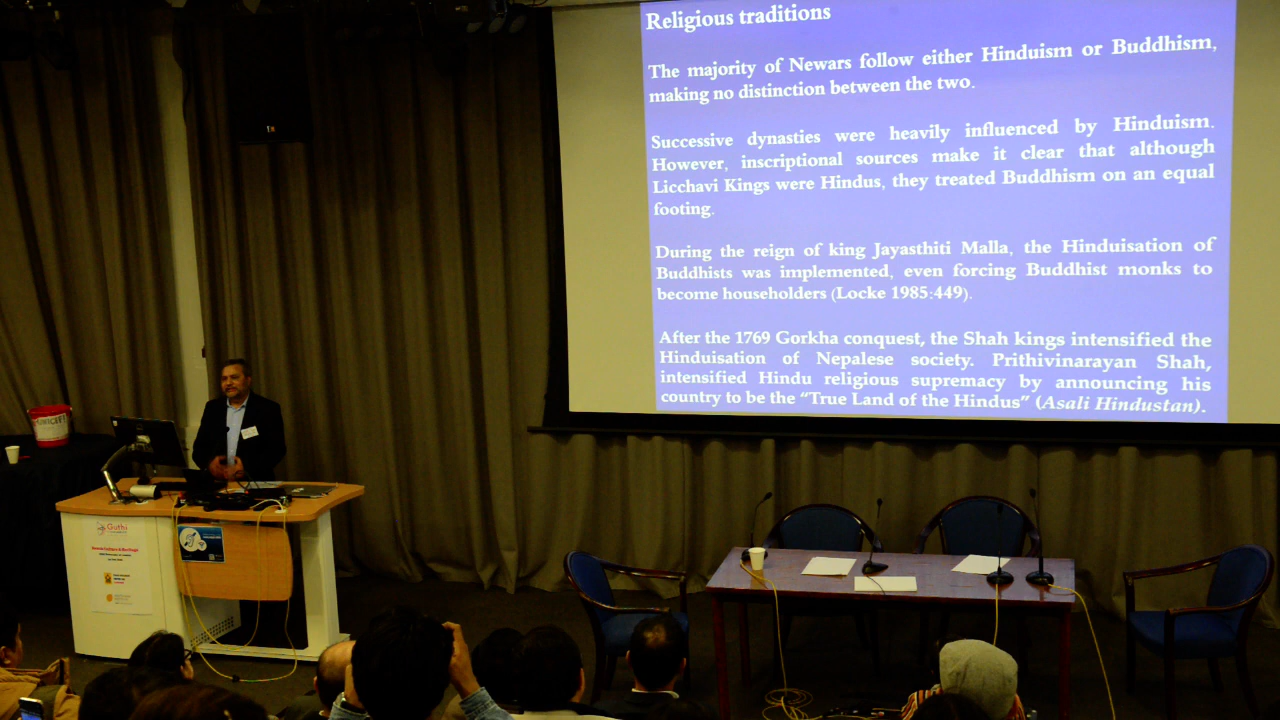 Religious traditions
The majority of Newars follow either Hinduism or Buddhism,
making no distinction between the two.
Successive dynasties were heavily influenced by Hinduism.
However, inscriptional sources make it clear that although
Licchavi Kings were Hindus, they treated Buddhism on an equal
footing.
During the reign of king Jayasthiti Malla, the Hinduisation of
Buddhists was implemented, even forcing Buddhist monks to
become householders (Locke 1985:449).
After the 1769 Gorkha conquest, the Shah kings intensified the
Hinduisation of Nepalese society. Prithivinarayan Shah,
intensified Hindu religious supremacy by announcing his
country to be the “True Land of the Hindus” (Asali Hindustan).
Guthi